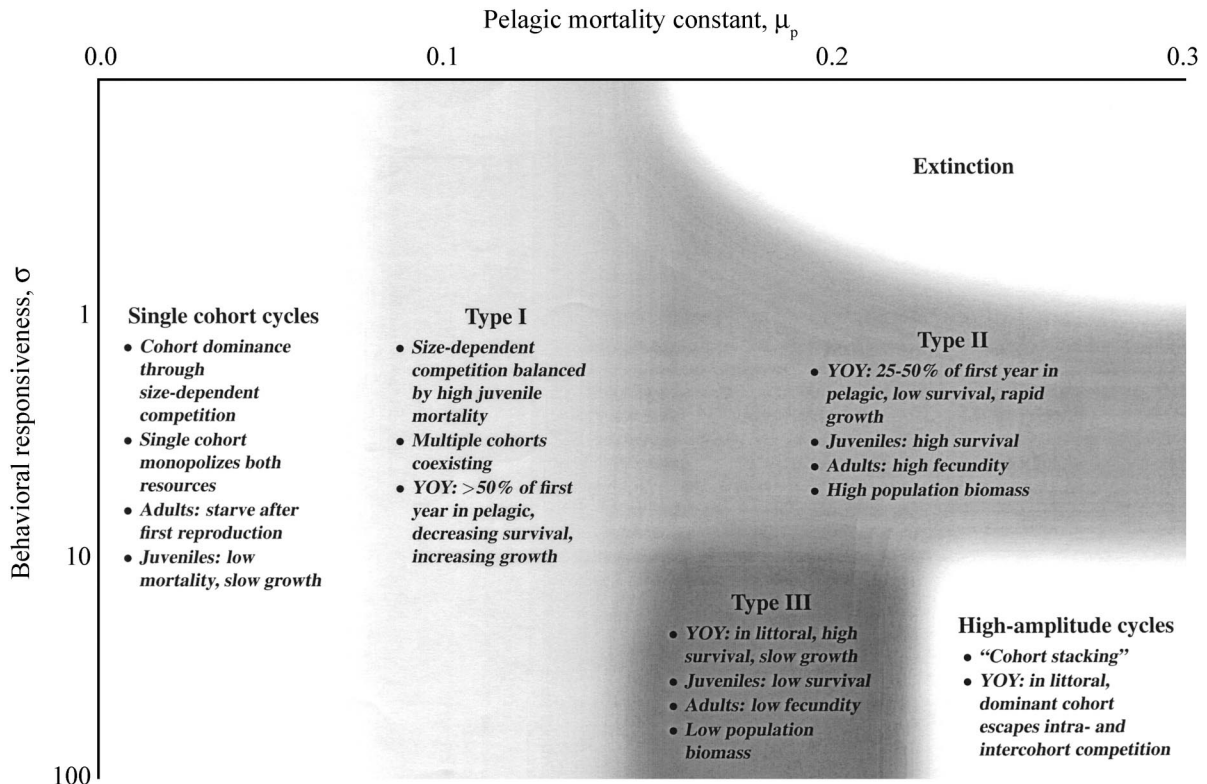 Pelagic mortality constant, μp
0.0
0.1
0.2
0.3
Behavioral responsiveness, σ
1
10
100
Extinction
Single cohort cycles
• Cohort dominance
through
size-dependent
competition
• Single cohort
monopolizes both
resources
• Adults: starve after
first reproduction
• Juveniles: low
mortality, slow growth
Type I
• Size-dependent
competition balanced
by high juvenile
mortality
• Multiple cohorts
coexisting
• YOY: >50% of first
year in pelagic,
decreasing survival,
increasing growth
Type II
• YOY: 25-50% of first year in
pelagic, low survival, rapid
growth
• Juveniles: high survival
• Adults: high fecundity
• High population biomass
Type III
• YOY: in littoral, high
survival, slow growth
• Juveniles: low survival
• Adults: low fecundity
• Low population
biomass
High-amplitude cycles
• “Cohort stacking”
• YOY: in littoral,
dominant cohort
escapes intra- and
intercohort competition